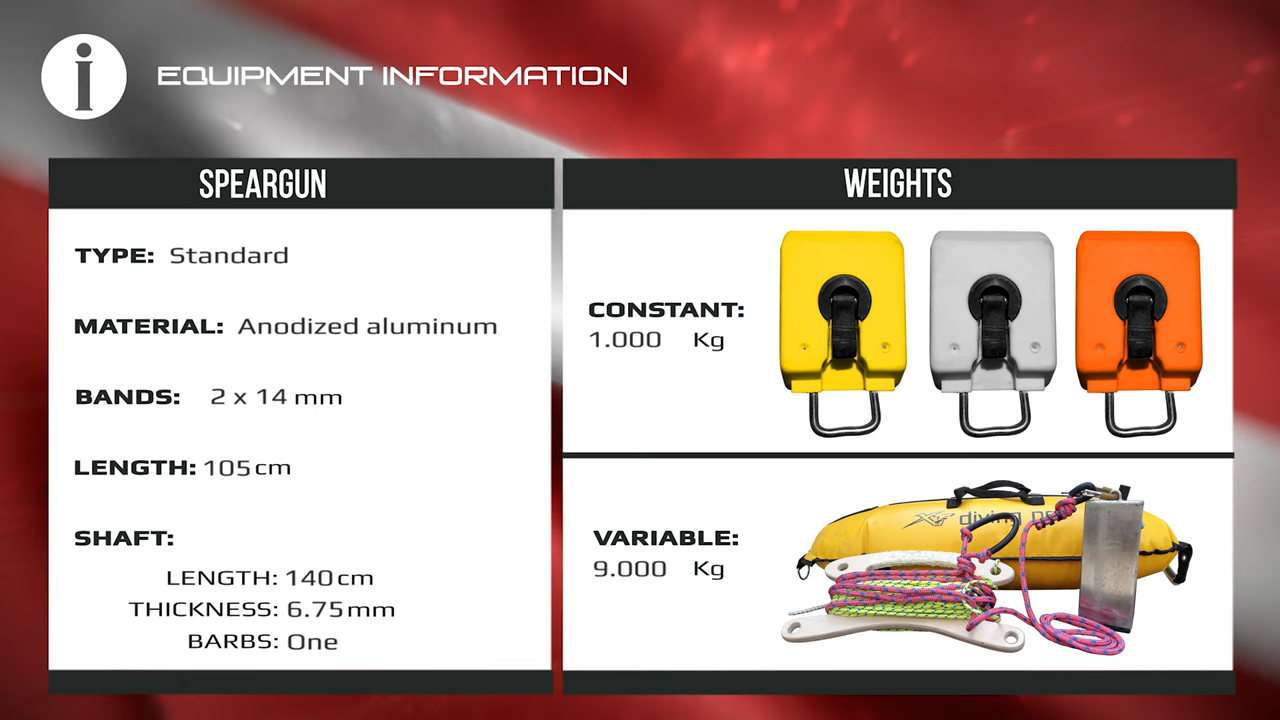 i
EQUIPMENT INFORMATION
SPEARGUN
TYPE: Standard
MATERIAL: Anodized aluminum
BANDS: 2 x 14 mm
LENGTH: 105 cm
SHAFT:
LENGTH: 140 cm
THICKNESS: 6.75 mm
BARBS: One
WEIGHTS
CONSTANT:
1.000 Kg
diving
VARIABLE:
9.000 Kg